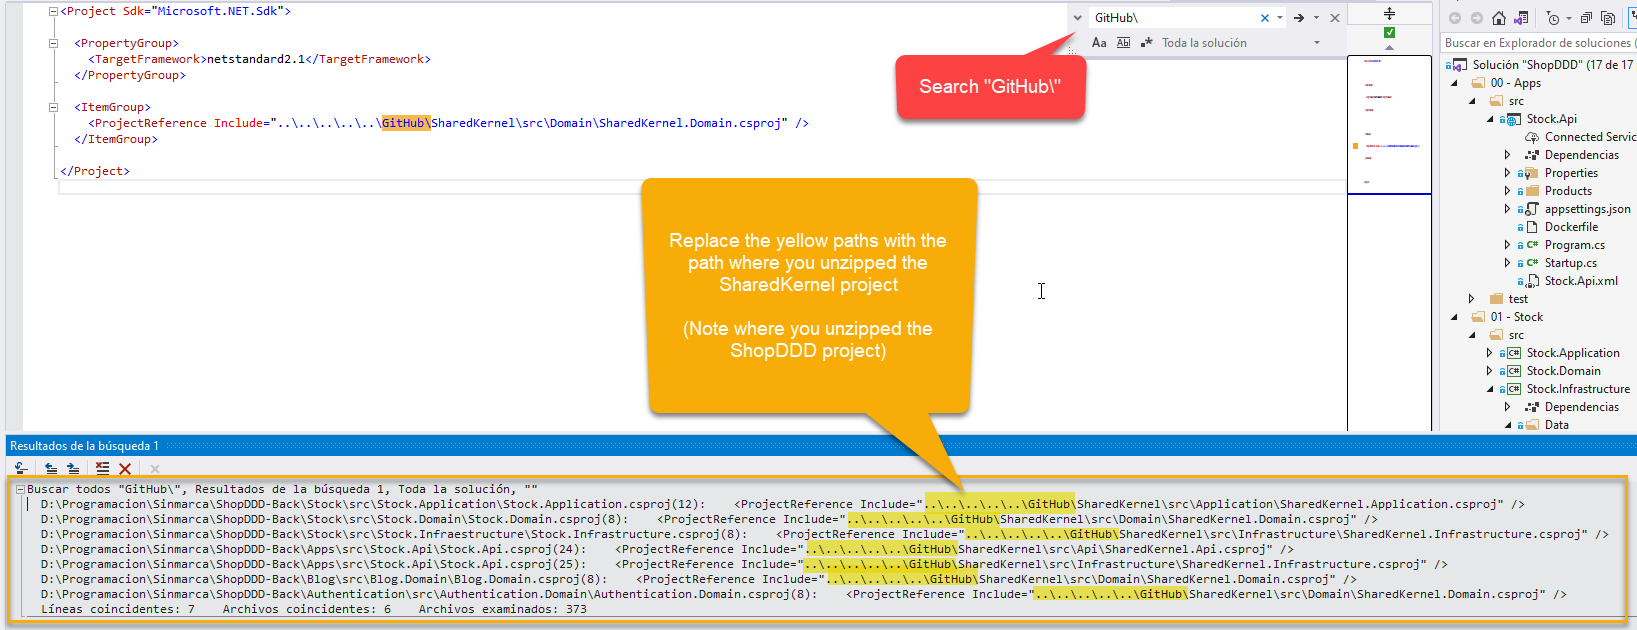 <Project Sdk="Microsoft.NET.Sdk">
<PropertyGroup>
<TargetFramework>netstandard2.1</TargetFramework>
</PropertyGroup>
<ItemGroup>
<ProjectReference Include="..\..\..\..\..\GitHub\SharedKernel\src\Domain\SharedKernel.Domain.csproj" />
</ItemGroup>
</Project>
GitHub\
Aa Ab Toda la solución
Search "GitHub\"
Replace the yellow paths with the
path where you unzipped the
SharedKernel project
(Note where you unzipped the
ShopDDD project)
Buscar en Explorador de soluciones (
Solución "ShopDDD" (17 de 17
00 - Apps
src
Stock.Api
Connected Servic
Dependencias
Properties
Products
appsettings.json
Dockerfile
C# Program.cs
C# Startup.cs
Stock.Api.xml
test
01 - Stock
src
C# Stock.Application
C# Stock.Domain
C# Stock.Infrastructure
Dependencias
Data
Resultados de la búsqueda 1
Buscar todos "GitHub\", Resultados de la búsqueda 1, Toda la solución, ""
D:\Programacion\Sinmarca\ShopDDD-Back\Stock\src\Stock.Application\Stock.Application.csproj(12): <ProjectReference Include="..\..\..\..\..\GitHub\SharedKernel\src\Application\SharedKernel.Application.csproj" />
D:\Programacion\Sinmarca\ShopDDD-Back\Stock\src\Stock.Domain\Stock.Domain.csproj(8): <ProjectReference Include="..\..\..\..\..\GitHub\SharedKernel\src\Domain\SharedKernel.Domain.csproj" />
D:\Programacion\Sinmarca\ShopDDD-Back\Stock\src\Stock.Infraestructure\Stock.Infrastructure.csproj(8): <ProjectReference Include="..\..\..\..\..\GitHub\SharedKernel\src\Infrastructure\SharedKernel.Infrastructure.csproj" />
D:\Programacion\Sinmarca\ShopDDD-Back\Apps\src\Stock.Api\Stock.Api.csproj(24): <ProjectReference Include="..\..\..\..\..\GitHub\SharedKernel\src\Api\SharedKernel.Api.csproj" />
D:\Programacion\Sinmarca\ShopDDD-Back\Apps\src\Stock.Api\Stock.Api.csproj(25): <ProjectReference Include="..\..\..\..\..\GitHub\SharedKernel\src\Infrastructure\SharedKernel.Infrastructure.csproj" />
D:\Programacion\Sinmarca\ShopDDD-Back\Blog\src\Blog.Domain\Blog.Domain.csproj(8): <ProjectReference Include="..\..\..\..\..\GitHub\SharedKernel\src\Domain\SharedKernel.Domain.csproj" />
D:\Programacion\Sinmarca\ShopDDD-Back\Authentication\src\Authentication.Domain\Authentication.Domain.csproj(8): <ProjectReference Include="..\..\..\..\..\GitHub\SharedKernel\src\Domain\SharedKernel.Domain.csproj" />
Líneas coincidentes: 7 Archivos coincidentes: 6 Archivos examinados: 373